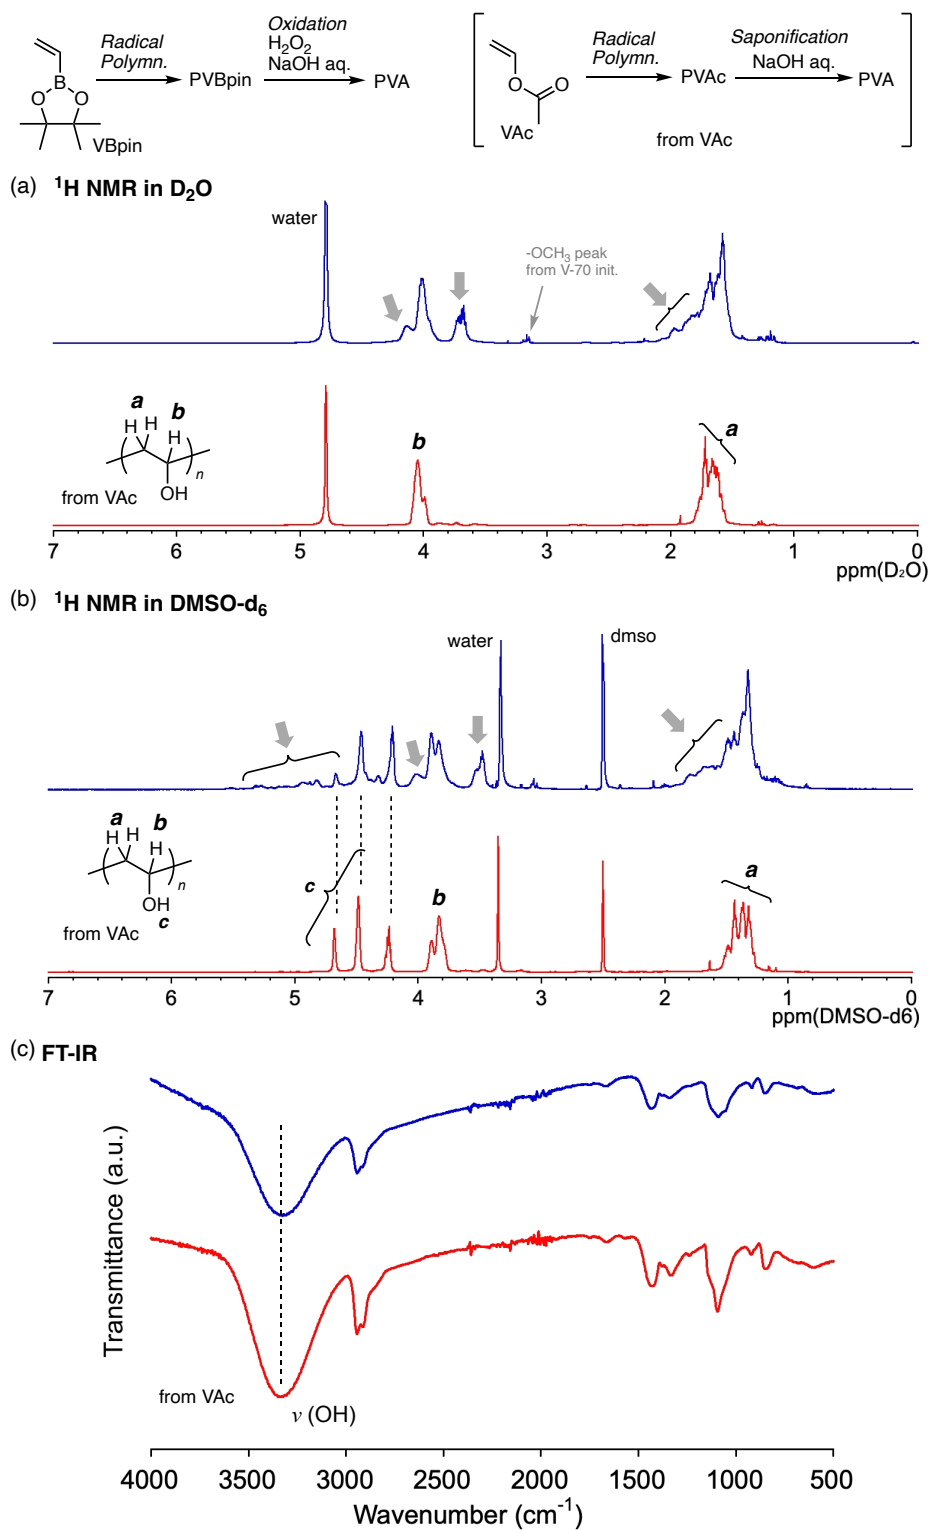 Radical
Polymn.
Oxidation
H2O2
NaOH aq.
B
O O
PVBpin
PVA
VBpin
Radical
Polymn.
Saponification
NaOH aq.
O
O
PVAc
PVA
VAc
from VAc
(a) 1H NMR in D2O
water
-OCH3 peak
from V-70 init.
a
b
H H
H
n
OH
from VAc
b
a
7 6 5 4 3 2 1 0
ppm(D2O)
(b) 1H NMR in DMSO-d6
water
dmso
a
b
H H
H
n
OH
c
from VAc
c
b
a
7 6 5 4 3 2 1 0
ppm(DMSO-d6)
(c) FT-IR
Transmittance (a.u.)
from VAc
ν (OH)
4000 3500 3000 2500 2000 1500 1000 500
Wavenumber (cm-1)